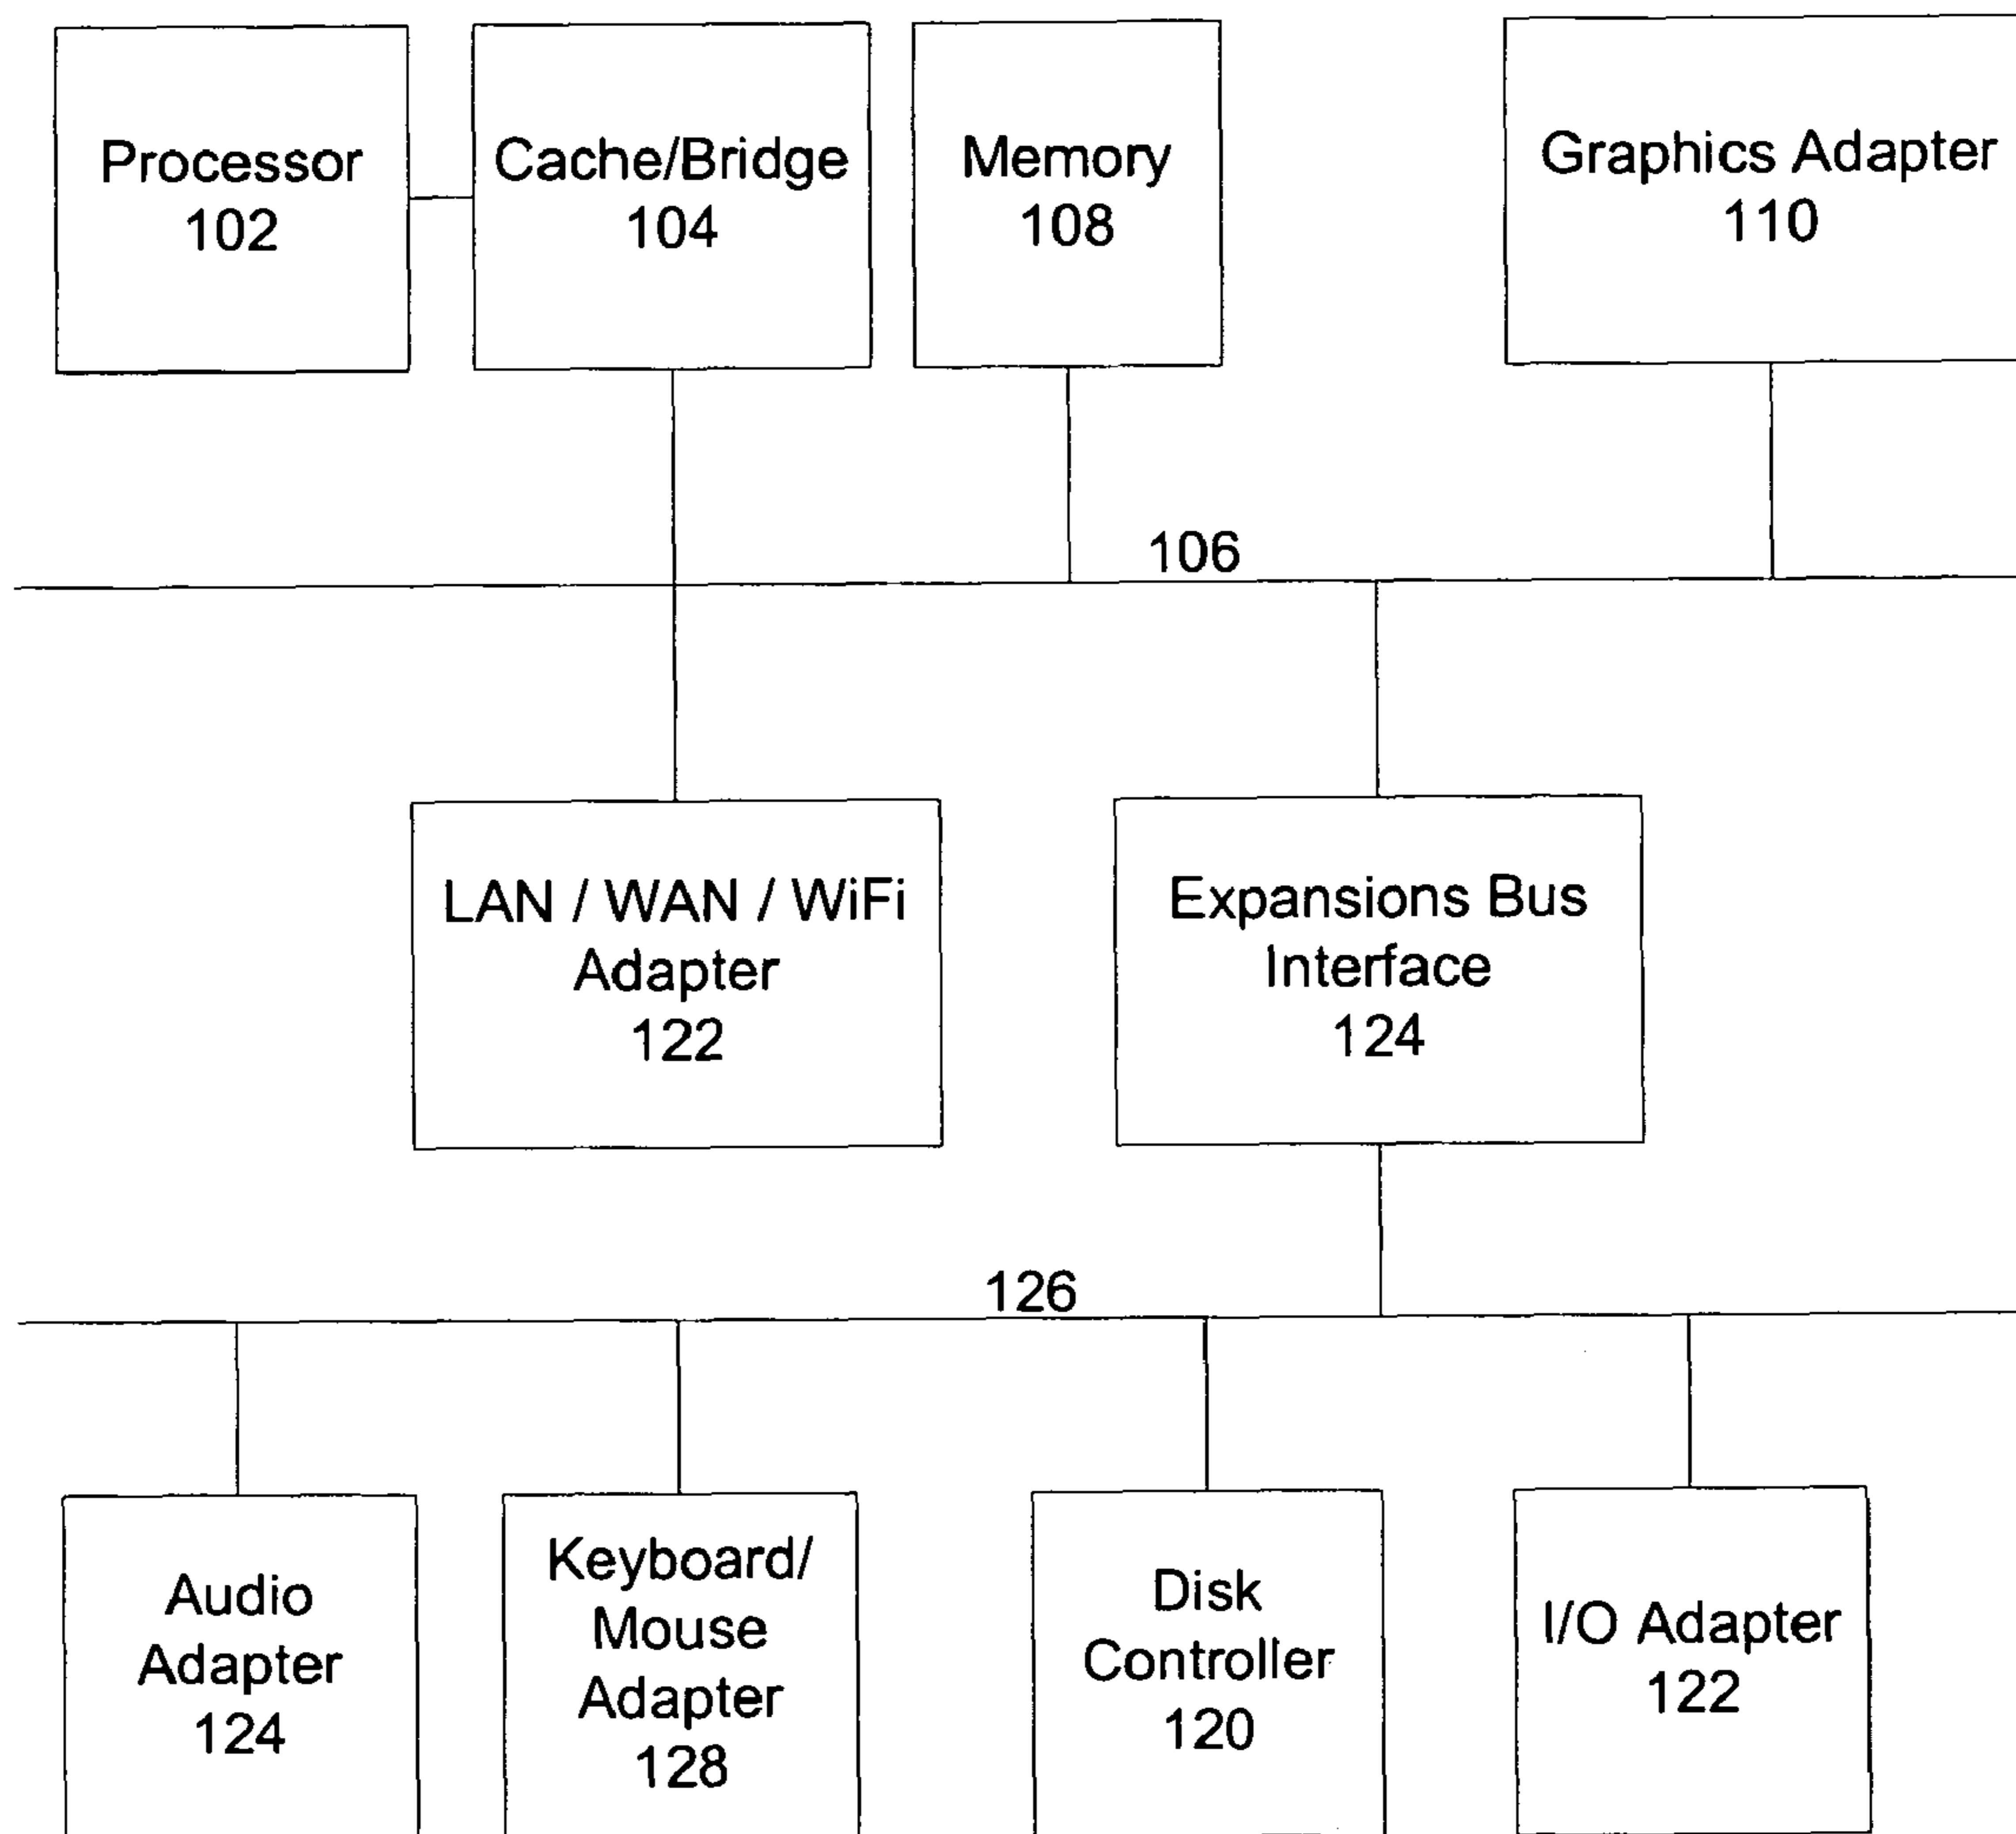 Processor
102
Cache/Bridge
104
Memory
108
Graphics Adapter
110
106
LAN / WAN / WiFi
Adapter
122
Expansions Bus
Interface
124
126
Audio
Adapter
124
Keyboard/
Mouse
Adapter
128
Disk
Controller
120
I/O Adapter
122